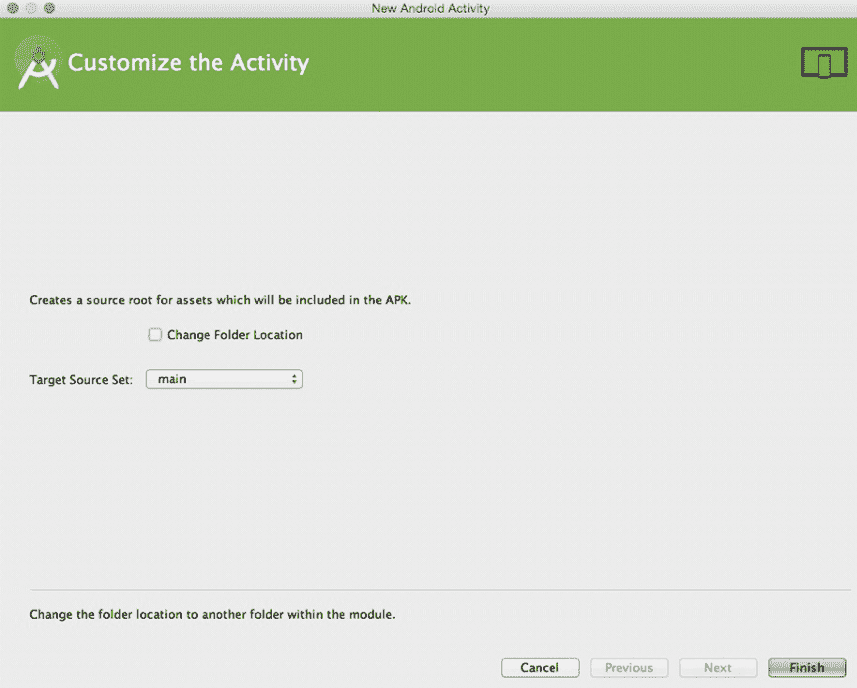 New Android Activity
Customize the Activity
Creates a source root for assets which will be included in the APK.
Change Folder Location
Target Source Set: main
Change the folder location to another folder within the module.
Cancel Previous Next Finish